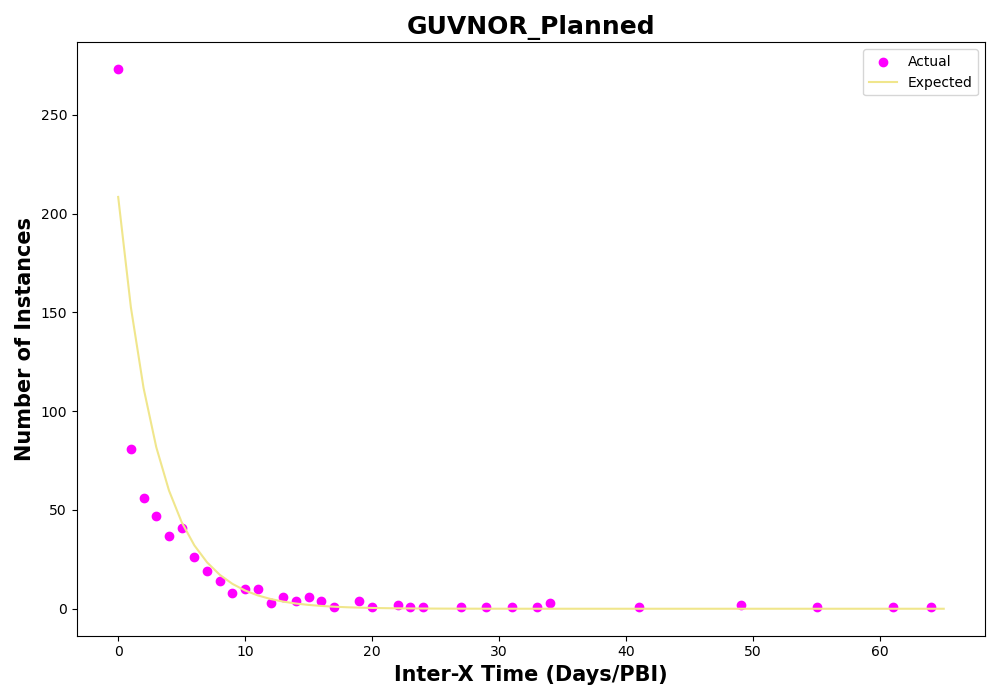 GUVNOR_Planned
Actual
Expected
250
200
150
100
50
0
Number of Instances
0 10 20 30 40 50 60
Inter-X Time (Days/PBI)